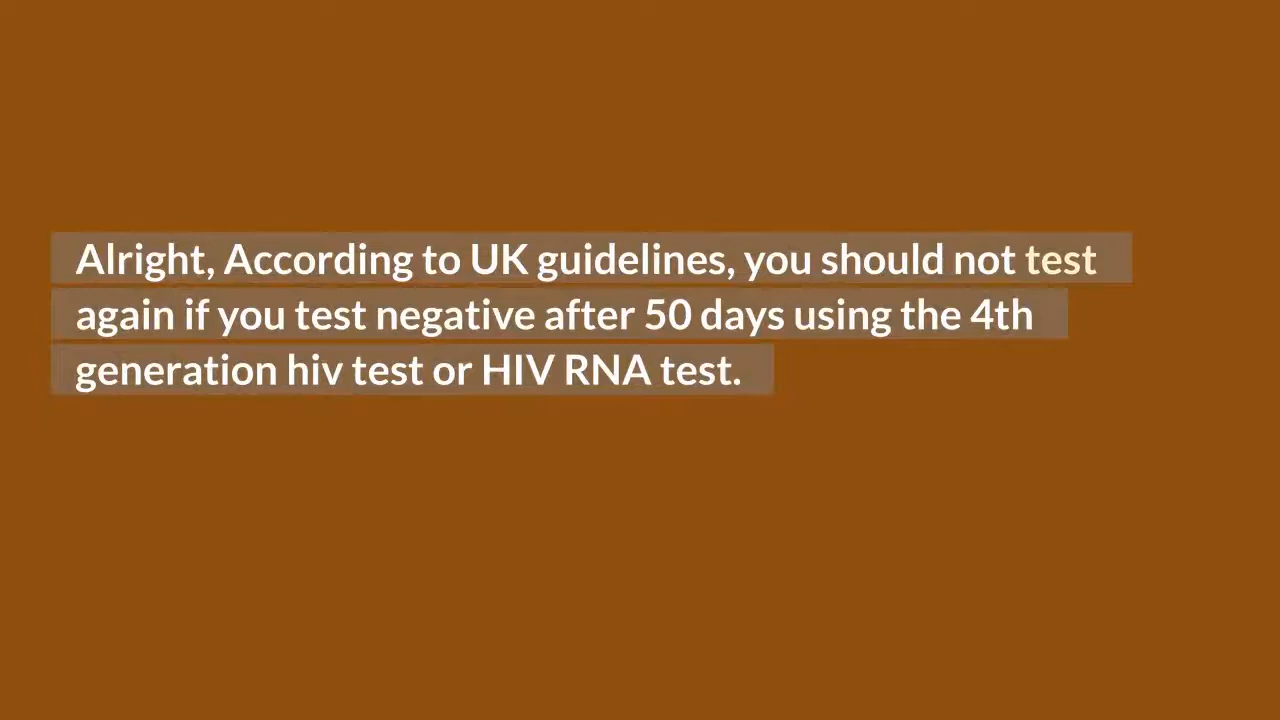 Alright, According to UK guidelines, you should not test
again if you test negative after 50 days using the 4th
generation hiv test or HIV RNA test.